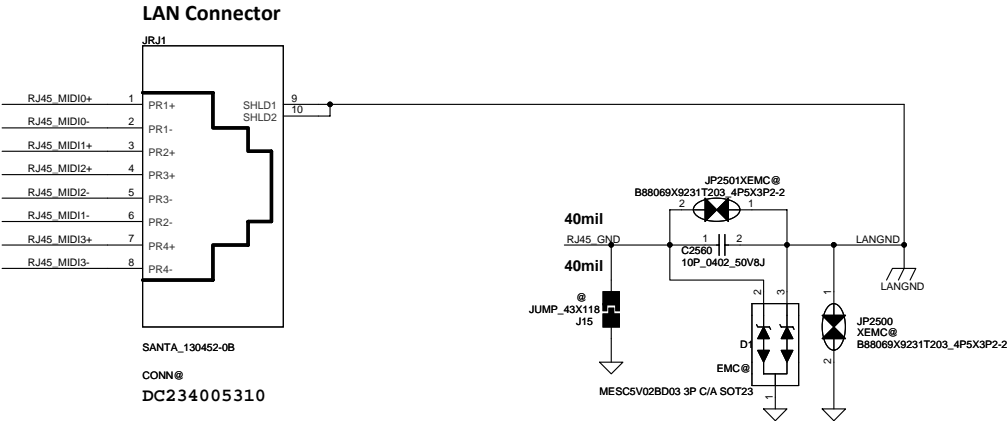 LAN Connector
JRJ1
RJ45_MIDI0+ 1 PR1+ SHLD1 9
SHLD2 10
RJ45_MIDI0- 2 PR1-
RJ45_MIDI1+ 3 PR2+
RJ45_MIDI2+ 4 PR3+
RJ45_MIDI2- 5 PR3-
RJ45_MIDI1- 6 PR2-
RJ45_MIDI3+ 7 PR4+
RJ45_MIDI3- 8 PR4-
SANTA_130452-0B
CONN@
DC234005310
JP2501XEMC@
B88069X9231T203_4P5X3P2-2
2 1
40mil
RJ45_GND
40mil
1 2
C2560
10P_0402_50V8J
LANGND
LANGND
@
JUMP_43X118
J15
2 3
D1
EMC@
1
MESC5V02BD03 3P C/A SOT23
1
JP2500
XEMC@
B88069X9231T203_4P5X3P2-2
2